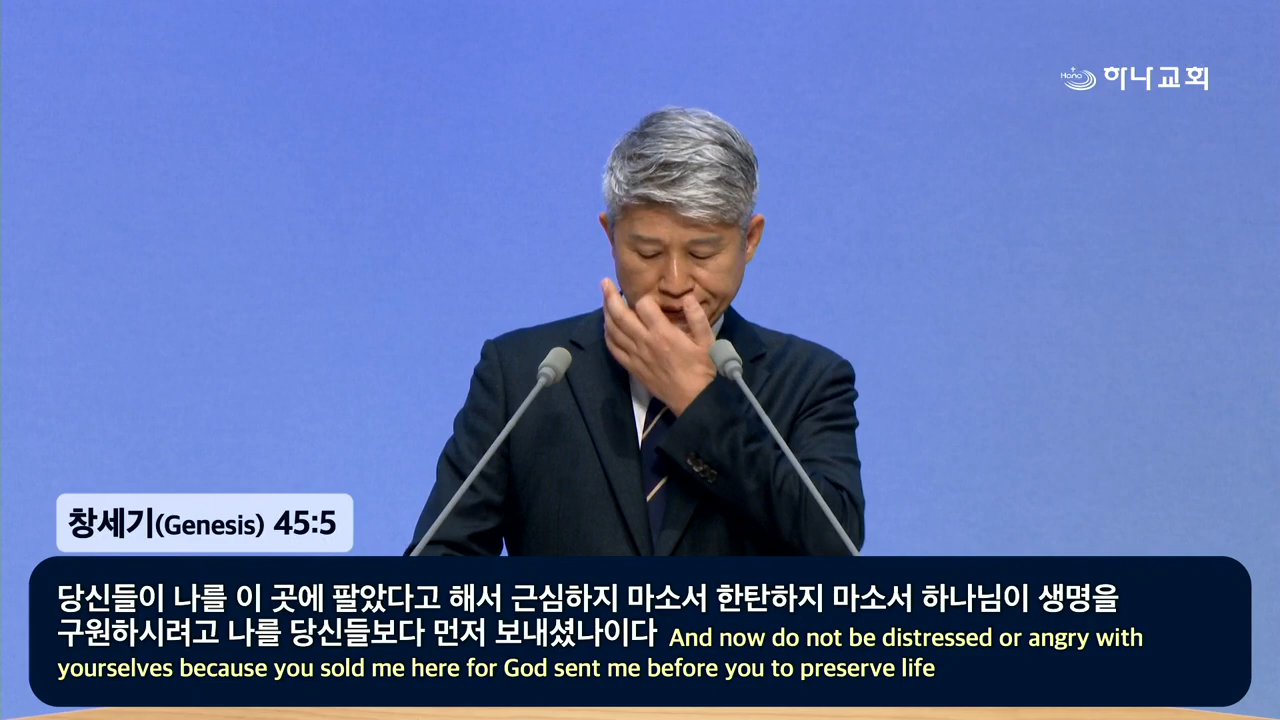 Hana 하나교회
창세기(Genesis) 45:5
당신들이 나를 이 곳에 팔았다고 해서 근심하지 마소서 한탄하지 마소서 하나님이 생명을
구원하시려고 나를 당신들보다 먼저 보내셨나이다 And now do not be distressed or angry with
yourselves because you sold me here for God sent me before you to preserve life